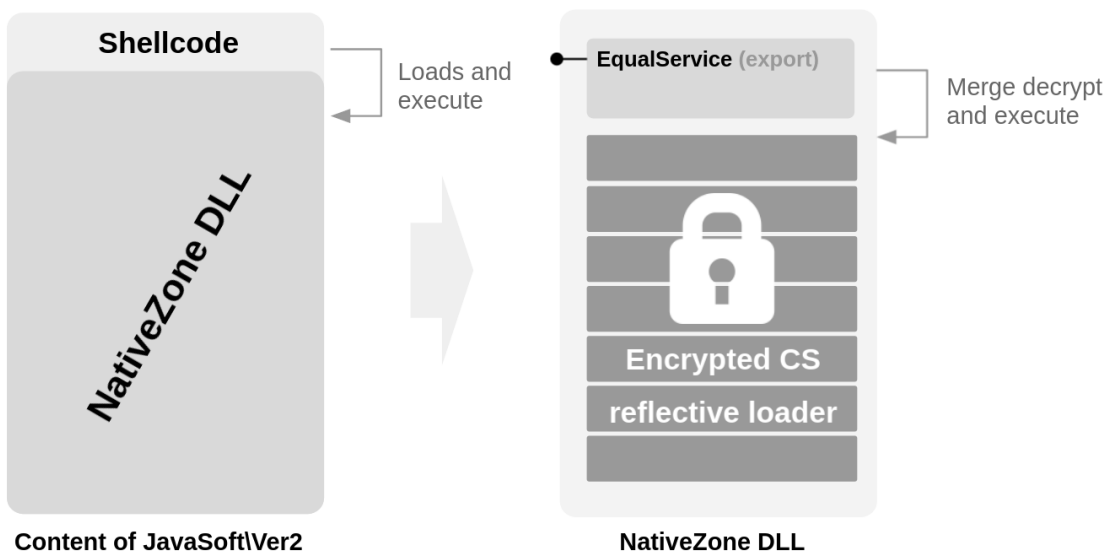 Shellcode
Loads and
execute
NativeZone DLL
Content of JavaSoft\Ver2
EqualService (export)
Merge decrypt
and execute
Encrypted CS
reflective loader
NativeZone DLL